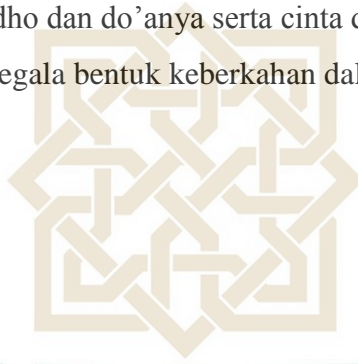 dho dan do’anya serta cinta
egala bentuk keberkahan dal